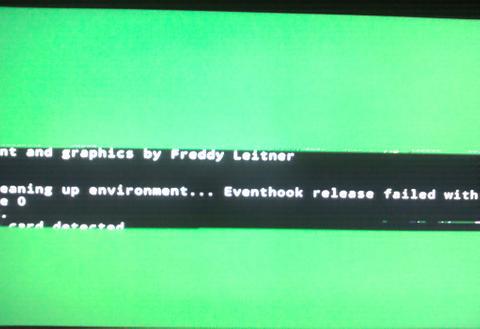 nt and graphics by Freddy Leitner
eaning up environment... Eventhook release failed with
e 0
.
card detected